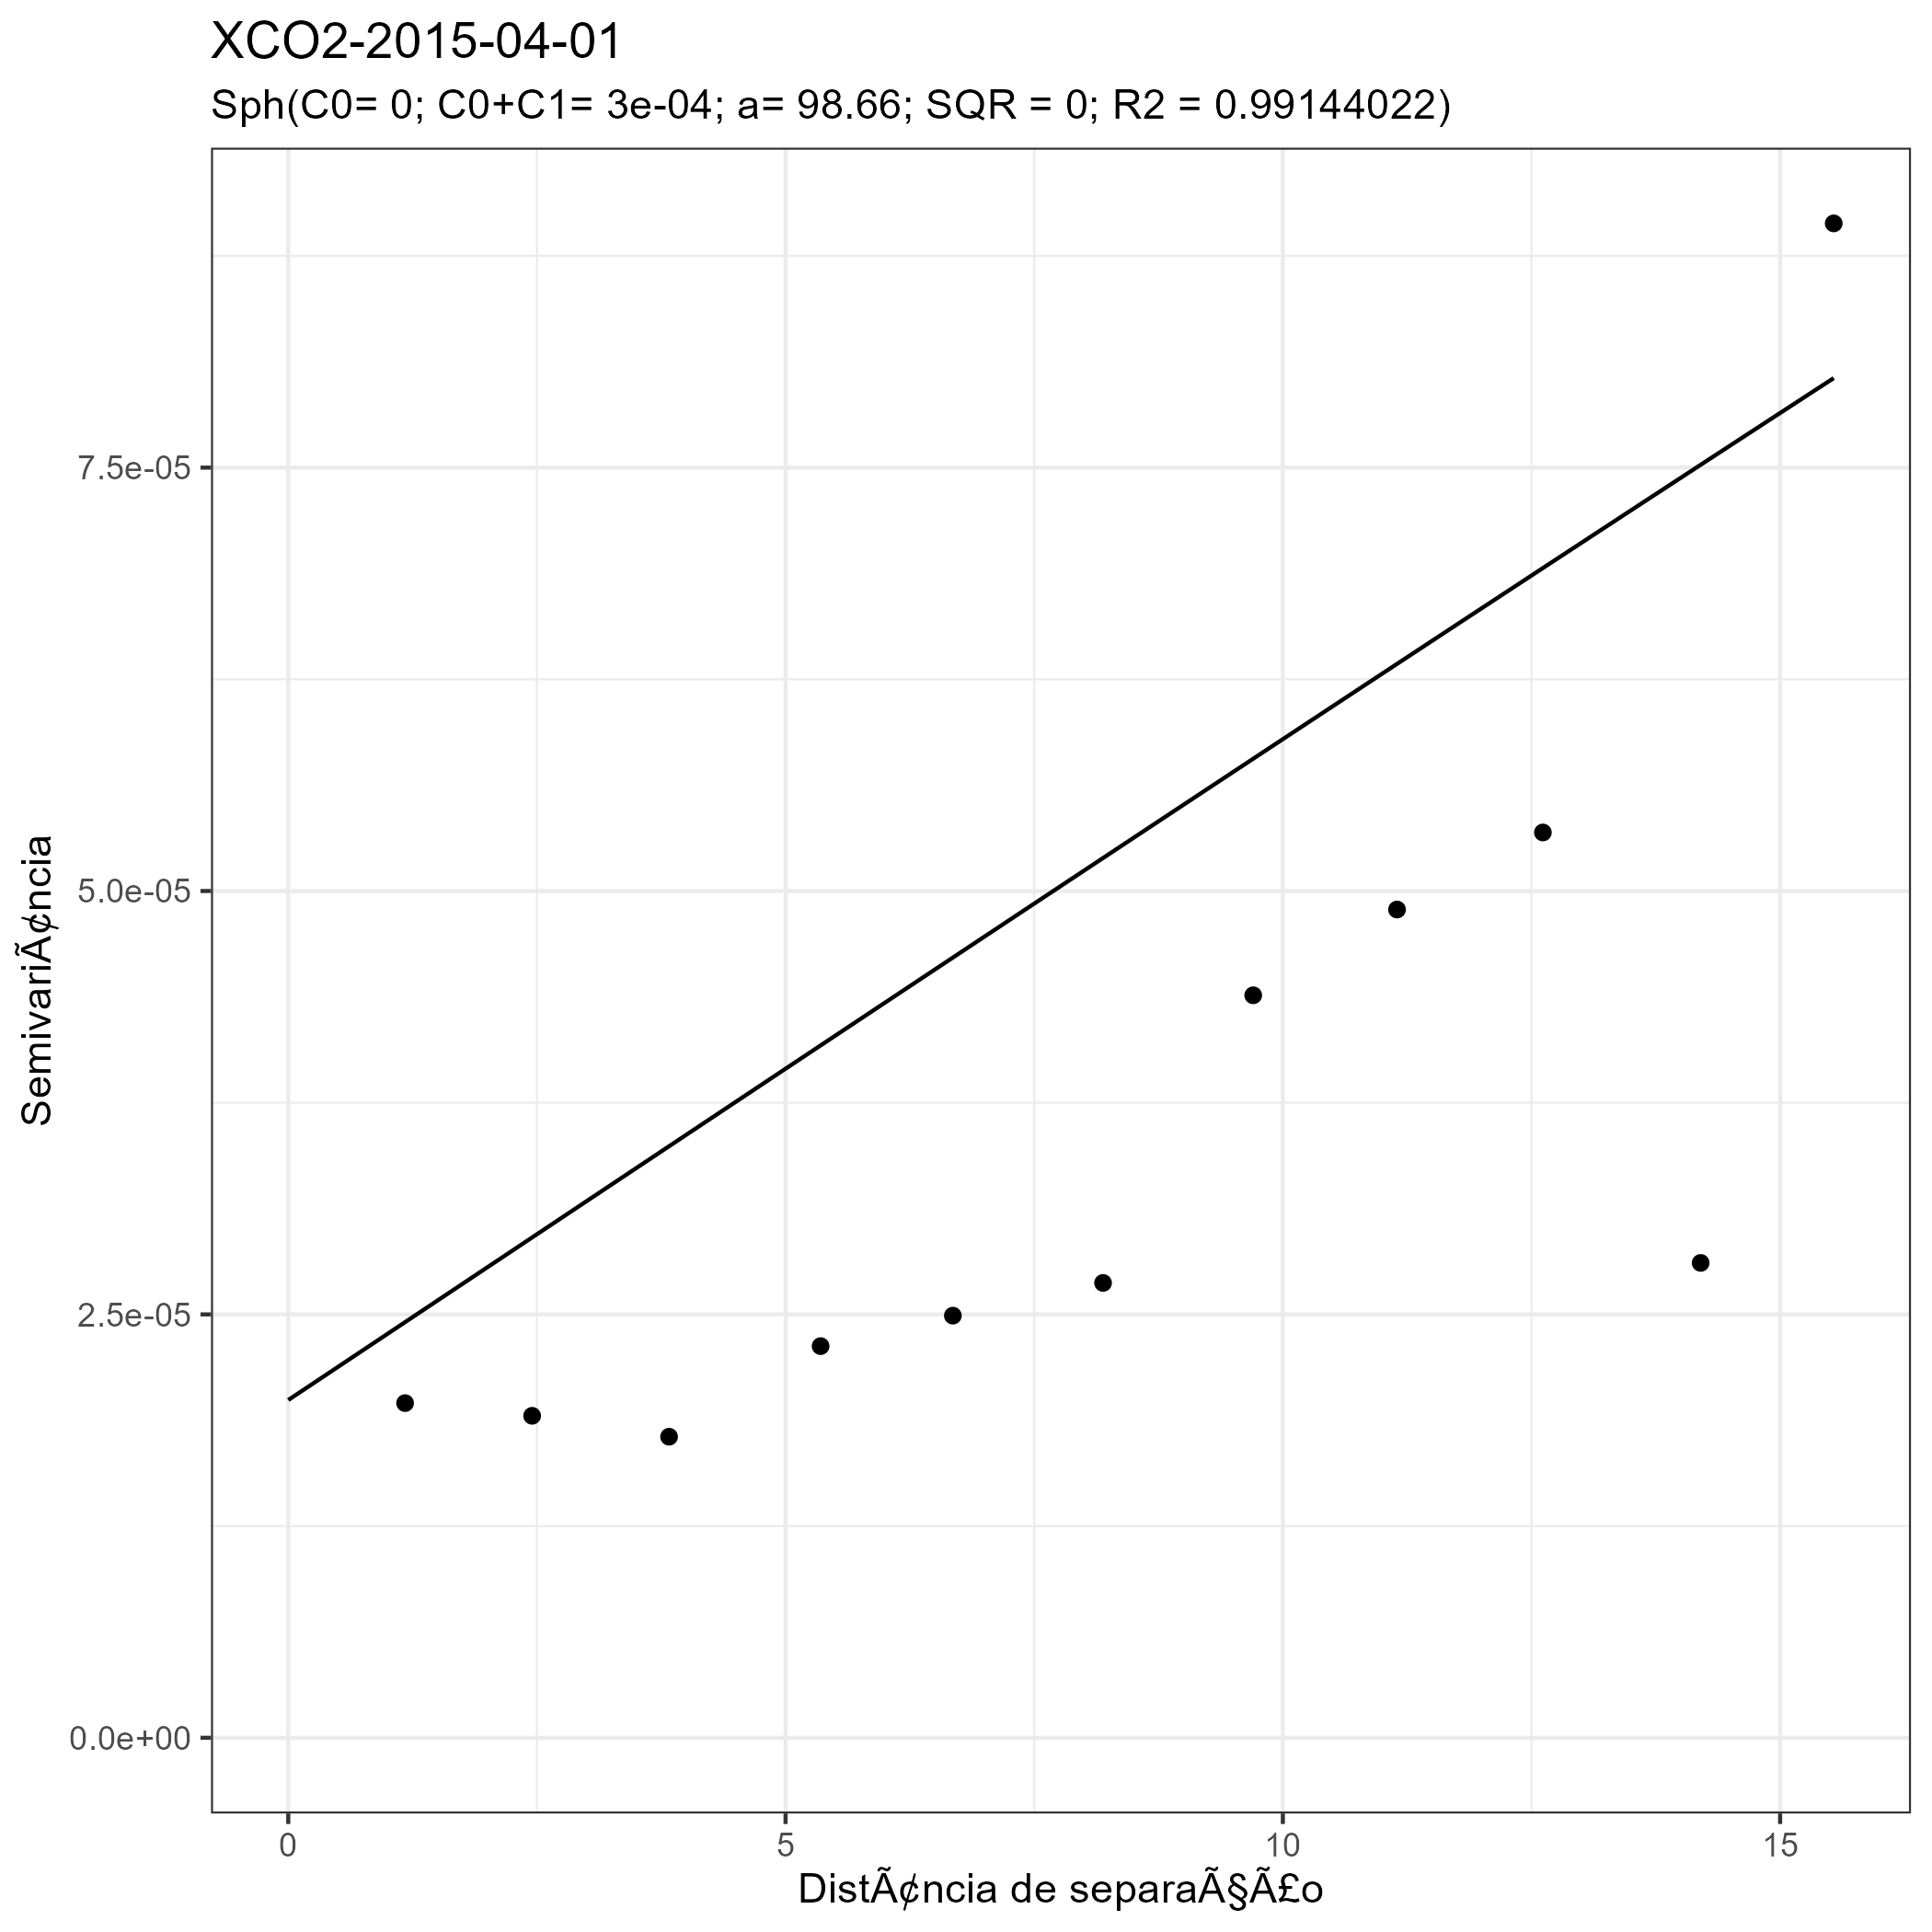 XCO2-2015-04-01
Sph(C0= 0; C0+C1= 3e-04; a= 98.66; SQR = 0; R2 = 0.99144022)
SemivariÃ¢ncia
7.5e-05
5.0e-05
2.5e-05
0.0e+00
0 5 10 15
DistÃ¢ncia de separaÃ§Ã£o